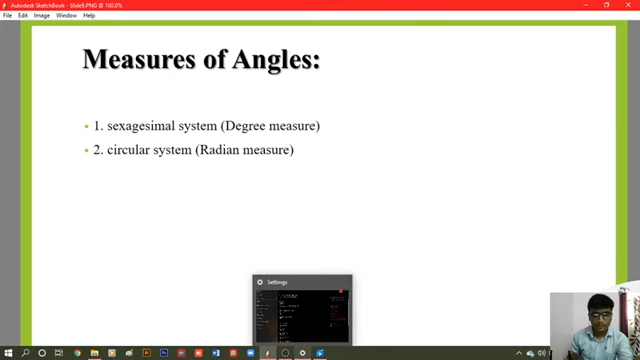 Autodesk SketchBook - Slide9.PNG @ 100.0%
File Edit Image Window Help
Measures of Angles:
1. sexagesimal system (Degree measure)
2. circular system (Radian measure)
Settings